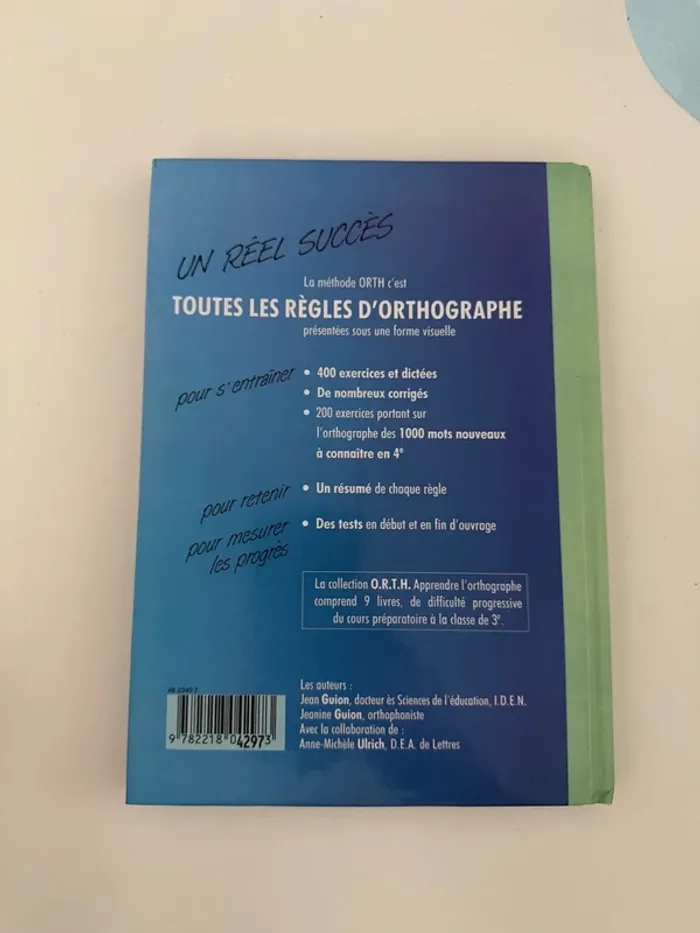 UN RÉEL SUCCÈS
La méthode ORTH c'est
TOUTES LES RÈGLES D'ORTHOGRAPHE
présentées sous une forme visuelle
pour s'entraîner
• 400 exercices et dictées
• De nombreux corrigés
• 200 exercices portant sur
l'orthographe des 1000 mots nouveaux
à connaître en 4e
pour retenir
• Un résumé de chaque règle
pour mesurer
les progrès
• Des tests en début et en fin d'ouvrage
La collection O.R.T.H. Apprendre l'orthographe
comprend 9 livres, de difficulté progressive
du cours préparatoire à la classe de 3e.
Les auteurs :
Jean Guion, docteur ès Sciences de l'éducation, I.D.E.N.
Jeanine Guion, orthophoniste
Avec la collaboration de :
Anne-Michèle Ulrich, D.E.A. de Lettres
9 782218 042973